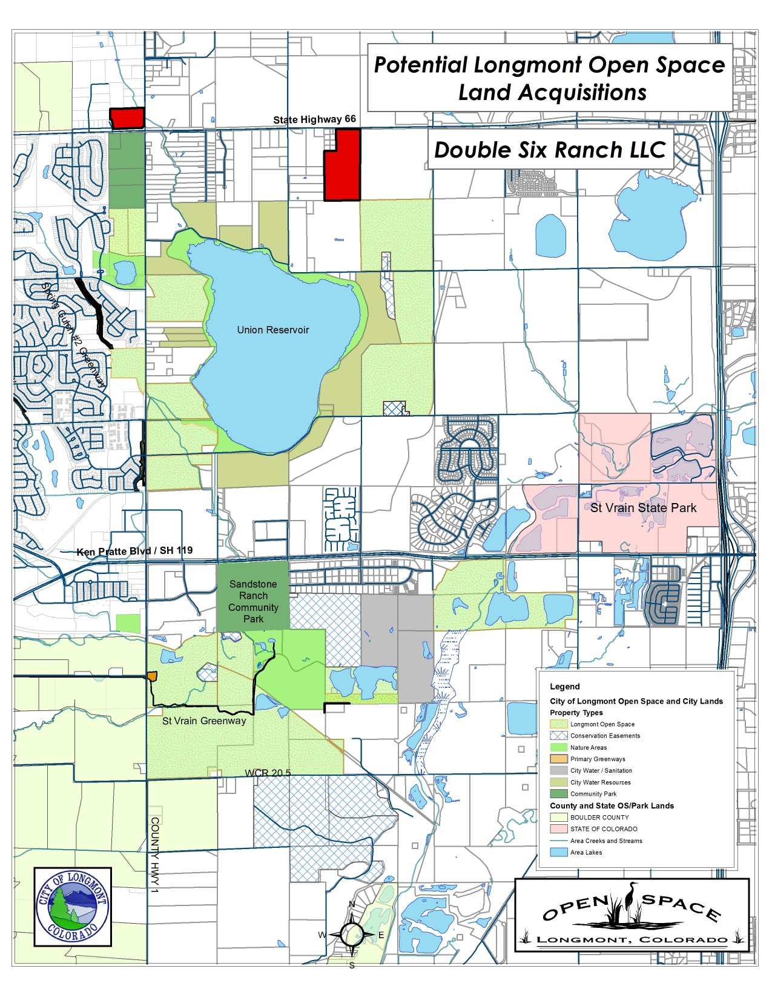 Potential Longmont Open Space
Land Acquisitions
State Highway 66
Double Six Ranch LLC
Spring Gulch #2 Greenway
Union Reservoir
St Vrain State Park
Ken Pratte Blvd / SH 119
Sandstone
Ranch
Community
Park
St Vrain Greenway
WCR 20.5
COUNTY HWY 1
Legend
City of Longmont Open Space and City Lands
Property Types
Longmont Open Space
Conservation Easements
Nature Areas
Primary Greenways
City Water / Sanitation
City Water Resources
Community Park
County and State OS/Park Lands
BOULDER COUNTY
STATE OF COLORADO
Area Creeks and Streams
Area Lakes
CITY OF LONGMONT
COLORADO
N
W E
S
OPEN SPACE
LONGMONT, COLORADO